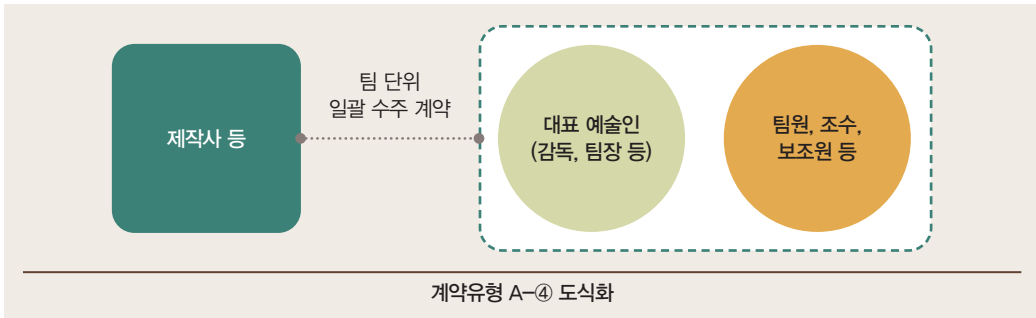 제작사 등
팀 단위
일괄 수주 계약
대표 예술인
(감독, 팀장 등)
팀원, 조수,
보조원 등
계약유형 A-④ 도식화